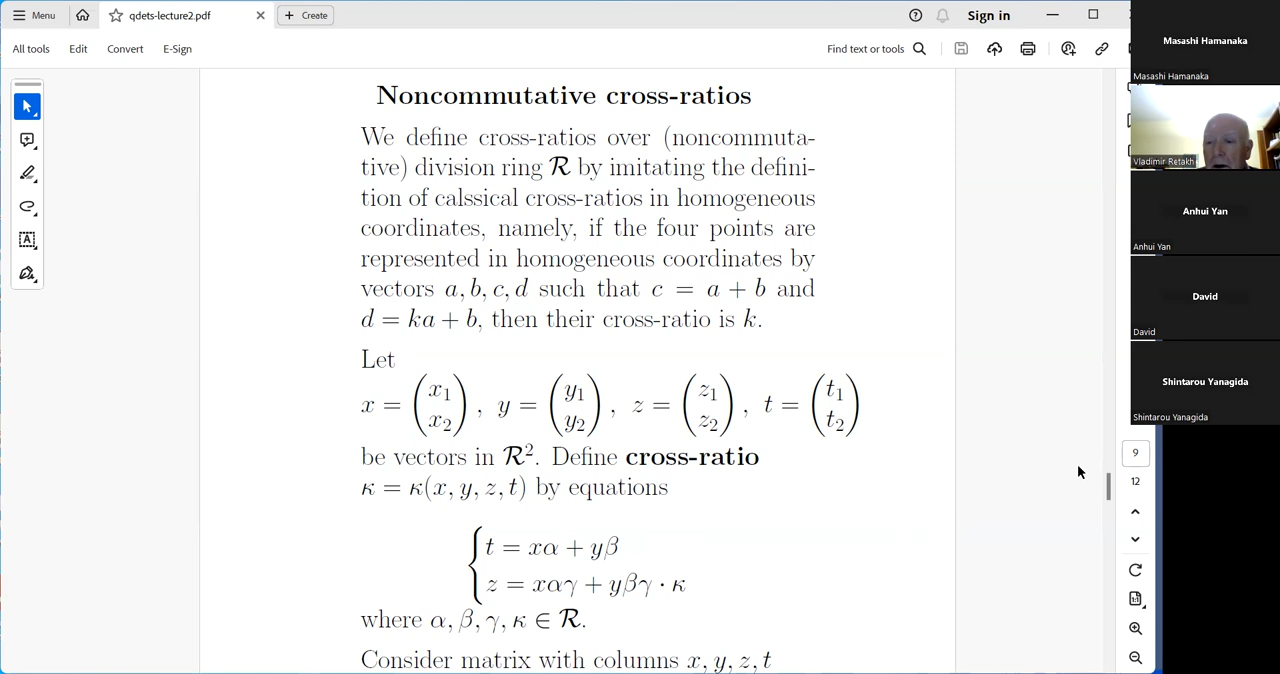 Menu
qdets-lecture2.pdf
Create
Sign in
All tools
Edit
Convert
E-Sign
Find text or tools
Noncommutative cross-ratios
We define cross-ratios over (noncommuta-
tive) division ring ℛ by imitating the defini-
tion of calssical cross-ratios in homogeneous
coordinates, namely, if the four points are
represented in homogeneous coordinates by
vectors a, b, c, d such that c = a + b and
d = ka + b, then their cross-ratio is k.
Let
x = (x₁ x₂), y = (y₁ y₂), z = (z₁ z₂), t = (t₁ t₂)
be vectors in ℛ². Define cross-ratio
κ = κ(x, y, z, t) by equations
{ t = xα + yβ
z = xαγ + yβγ · κ
where α, β, γ, κ ∈ ℛ.
Consider matrix with columns x, y, z, t
Masashi Hamanaka
Masashi Hamanaka
Vladimir Retakh
Anhui Yan
Anhui Yan
David
David
Shintarou Yanagida
Shintarou Yanagida
9
12